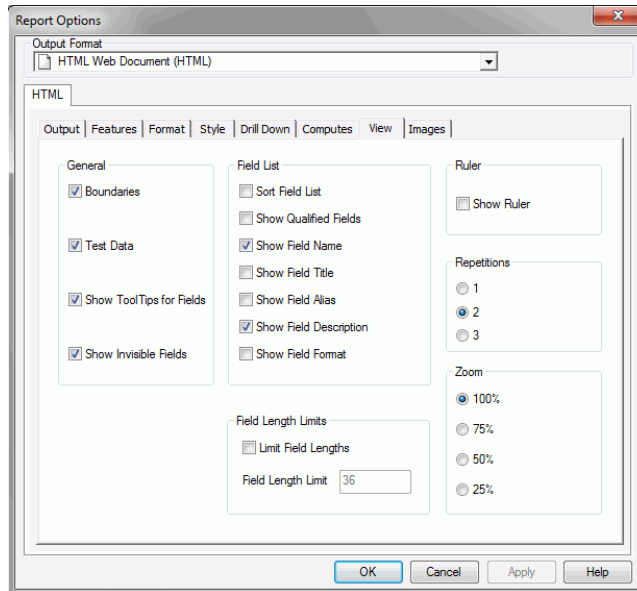 Report Options
Output Format
HTML Web Document (HTML)
HTML
Output Features Format Style Drill Down Computes View Images
General
Boundaries
Test Data
Show ToolTips for Fields
Show Invisible Fields
Field List
Sort Field List
Show Qualified Fields
Show Field Name
Show Field Title
Show Field Alias
Show Field Description
Show Field Format
Field Length Limits
Limit Field Lengths
Field Length Limit 36
Ruler
Show Ruler
Repetitions
1
2
3
Zoom
100%
75%
50%
25%
OK Cancel Apply Help